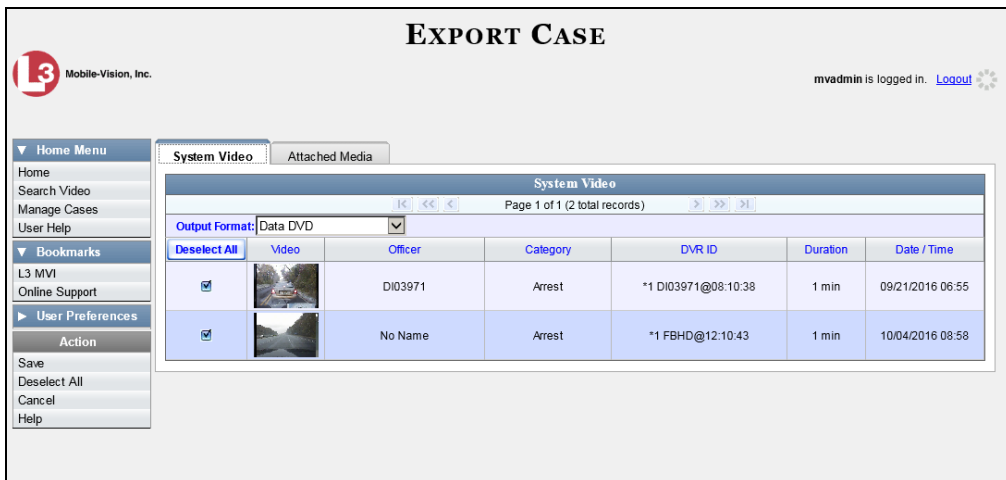 EXPORT CASE
L3 Mobile-Vision, Inc.
mvadmin is logged in. Logout
▼ Home Menu
Home
Search Video
Manage Cases
User Help
▼ Bookmarks
L3 MVI
Online Support
▶ User Preferences
Action
Save
Deselect All
Cancel
Help
System Video Attached Media
System Video
Page 1 of 1 (2 total records)
Output Format: Data DVD
Deselect All Video Officer Category DVR ID Duration Date / Time
DI03971 Arrest *1 DI03971@08:10:38 1 min 09/21/2016 06:55
No Name Arrest *1 FBHD@12:10:43 1 min 10/04/2016 08:58